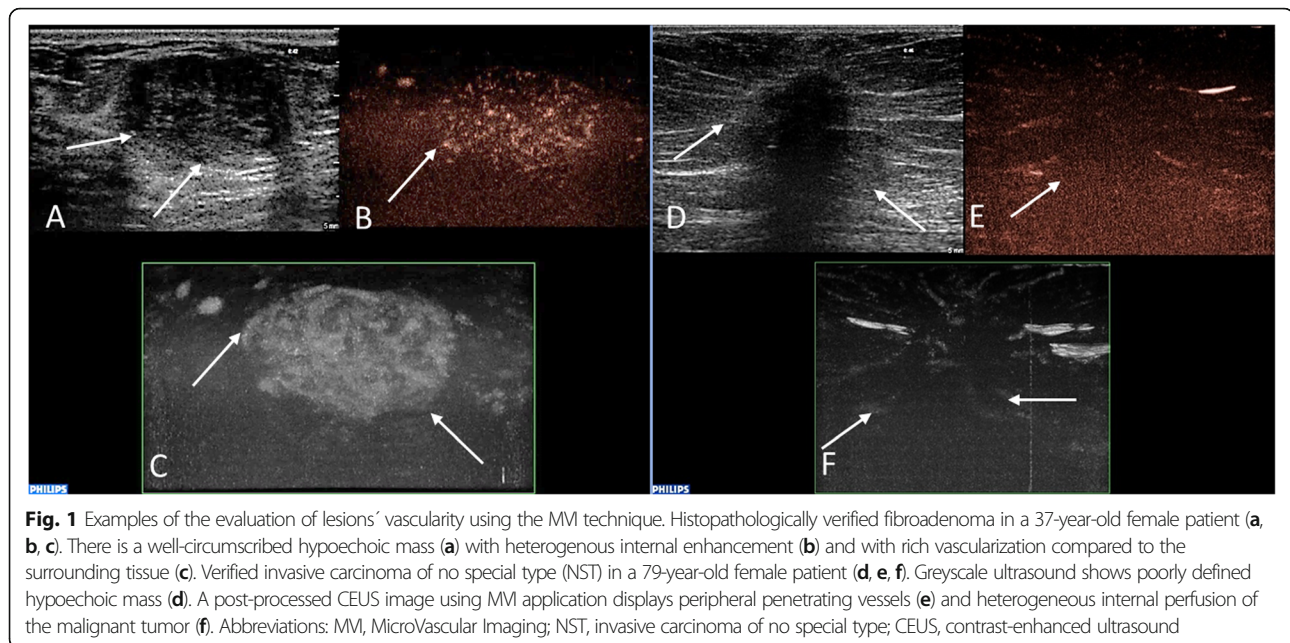 A
B
D
E
5 mm
5 mm
C
F
PHILIPS
PHILIPS
Fig. 1 Examples of the evaluation of lesions´ vascularity using the MVI technique. Histopathologically verified fibroadenoma in a 37-year-old female patient (a,
b, c). There is a well-circumscribed hypoechoic mass (a) with heterogenous internal enhancement (b) and with rich vascularization compared to the
surrounding tissue (c). Verified invasive carcinoma of no special type (NST) in a 79-year-old female patient (d, e, f). Greyscale ultrasound shows poorly defined
hypoechoic mass (d). A post-processed CEUS image using MVI application displays peripheral penetrating vessels (e) and heterogeneous internal perfusion of
the malignant tumor (f). Abbreviations: MVI, MicroVascular Imaging; NST, invasive carcinoma of no special type; CEUS, contrast-enhanced ultrasound